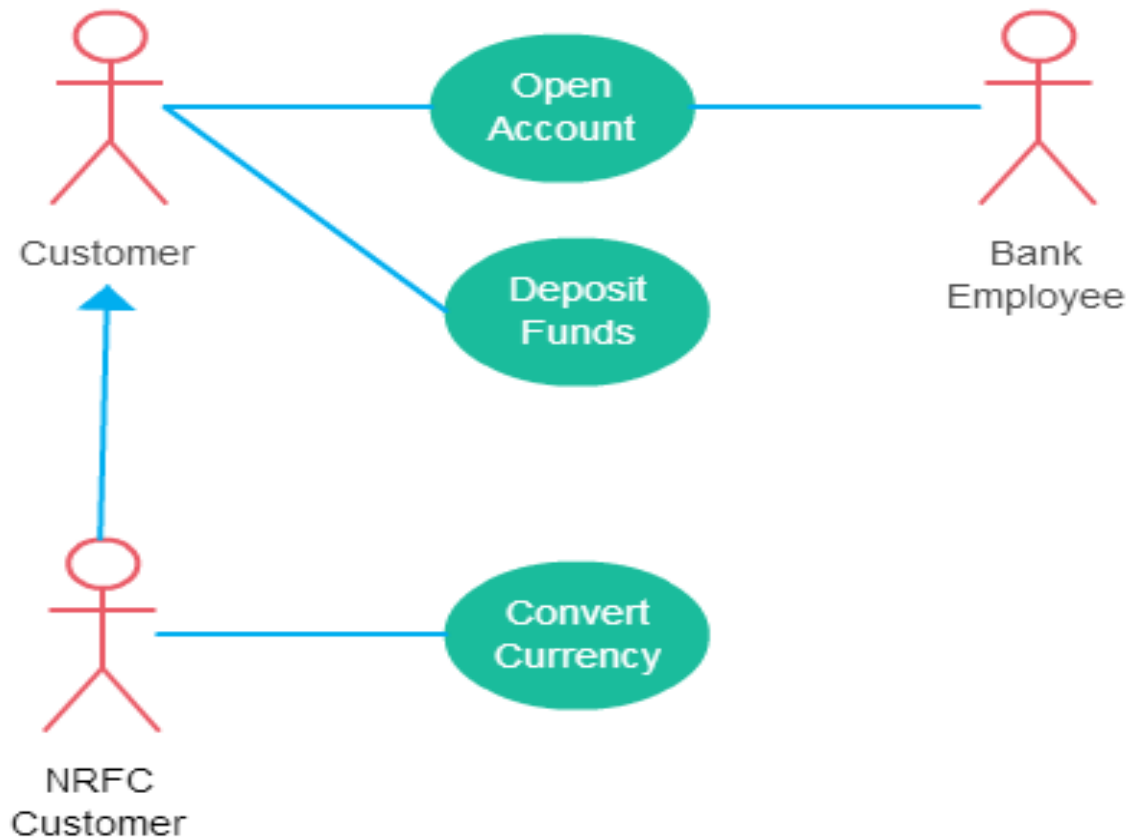 Open
Account
Customer
Bank
Employee
Deposit
Funds
Convert
Currency
NRFC
Customer